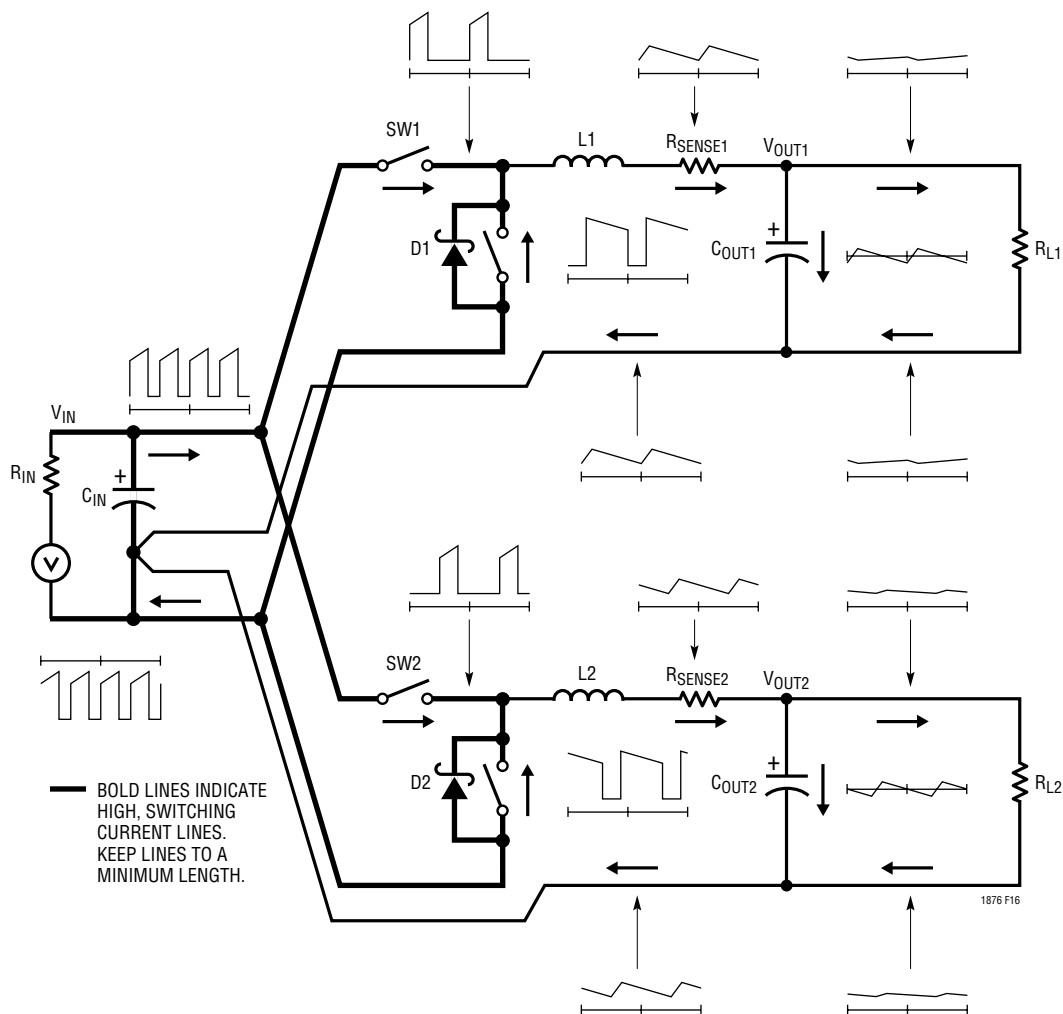 SW1
L1
RSENSE1
VOUT1
D1
+
COUT1
RL1
VIN
RIN
+
CIN
V
SW2
L2
RSENSE2
VOUT2
D2
+
COUT2
RL2
BOLD LINES INDICATE
HIGH, SWITCHING
CURRENT LINES.
KEEP LINES TO A
MINIMUM LENGTH.
1876 F16